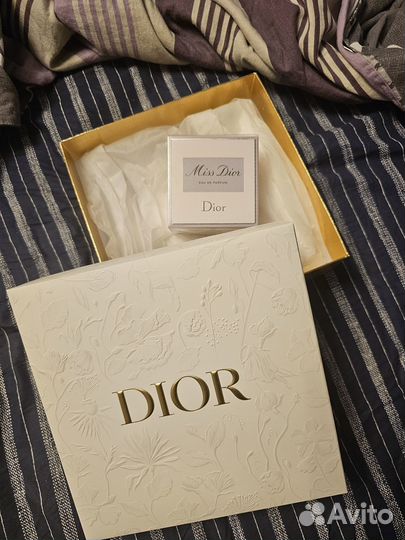 Miss Dior
EAU DE PARFUM
Dior
DIOR
Avito